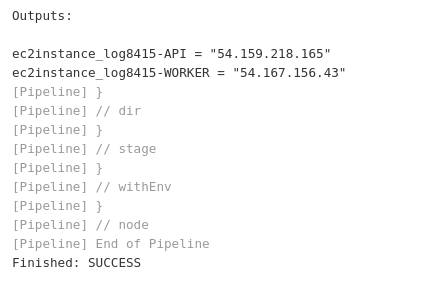 Outputs:

ec2instance_log8415-API = "54.159.218.165"
ec2instance_log8415-WORKER = "54.167.156.43"
[Pipeline] }
[Pipeline] // dir
[Pipeline] }
[Pipeline] // stage
[Pipeline] }
[Pipeline] // withEnv
[Pipeline] }
[Pipeline] // node
[Pipeline] End of Pipeline
Finished: SUCCESS